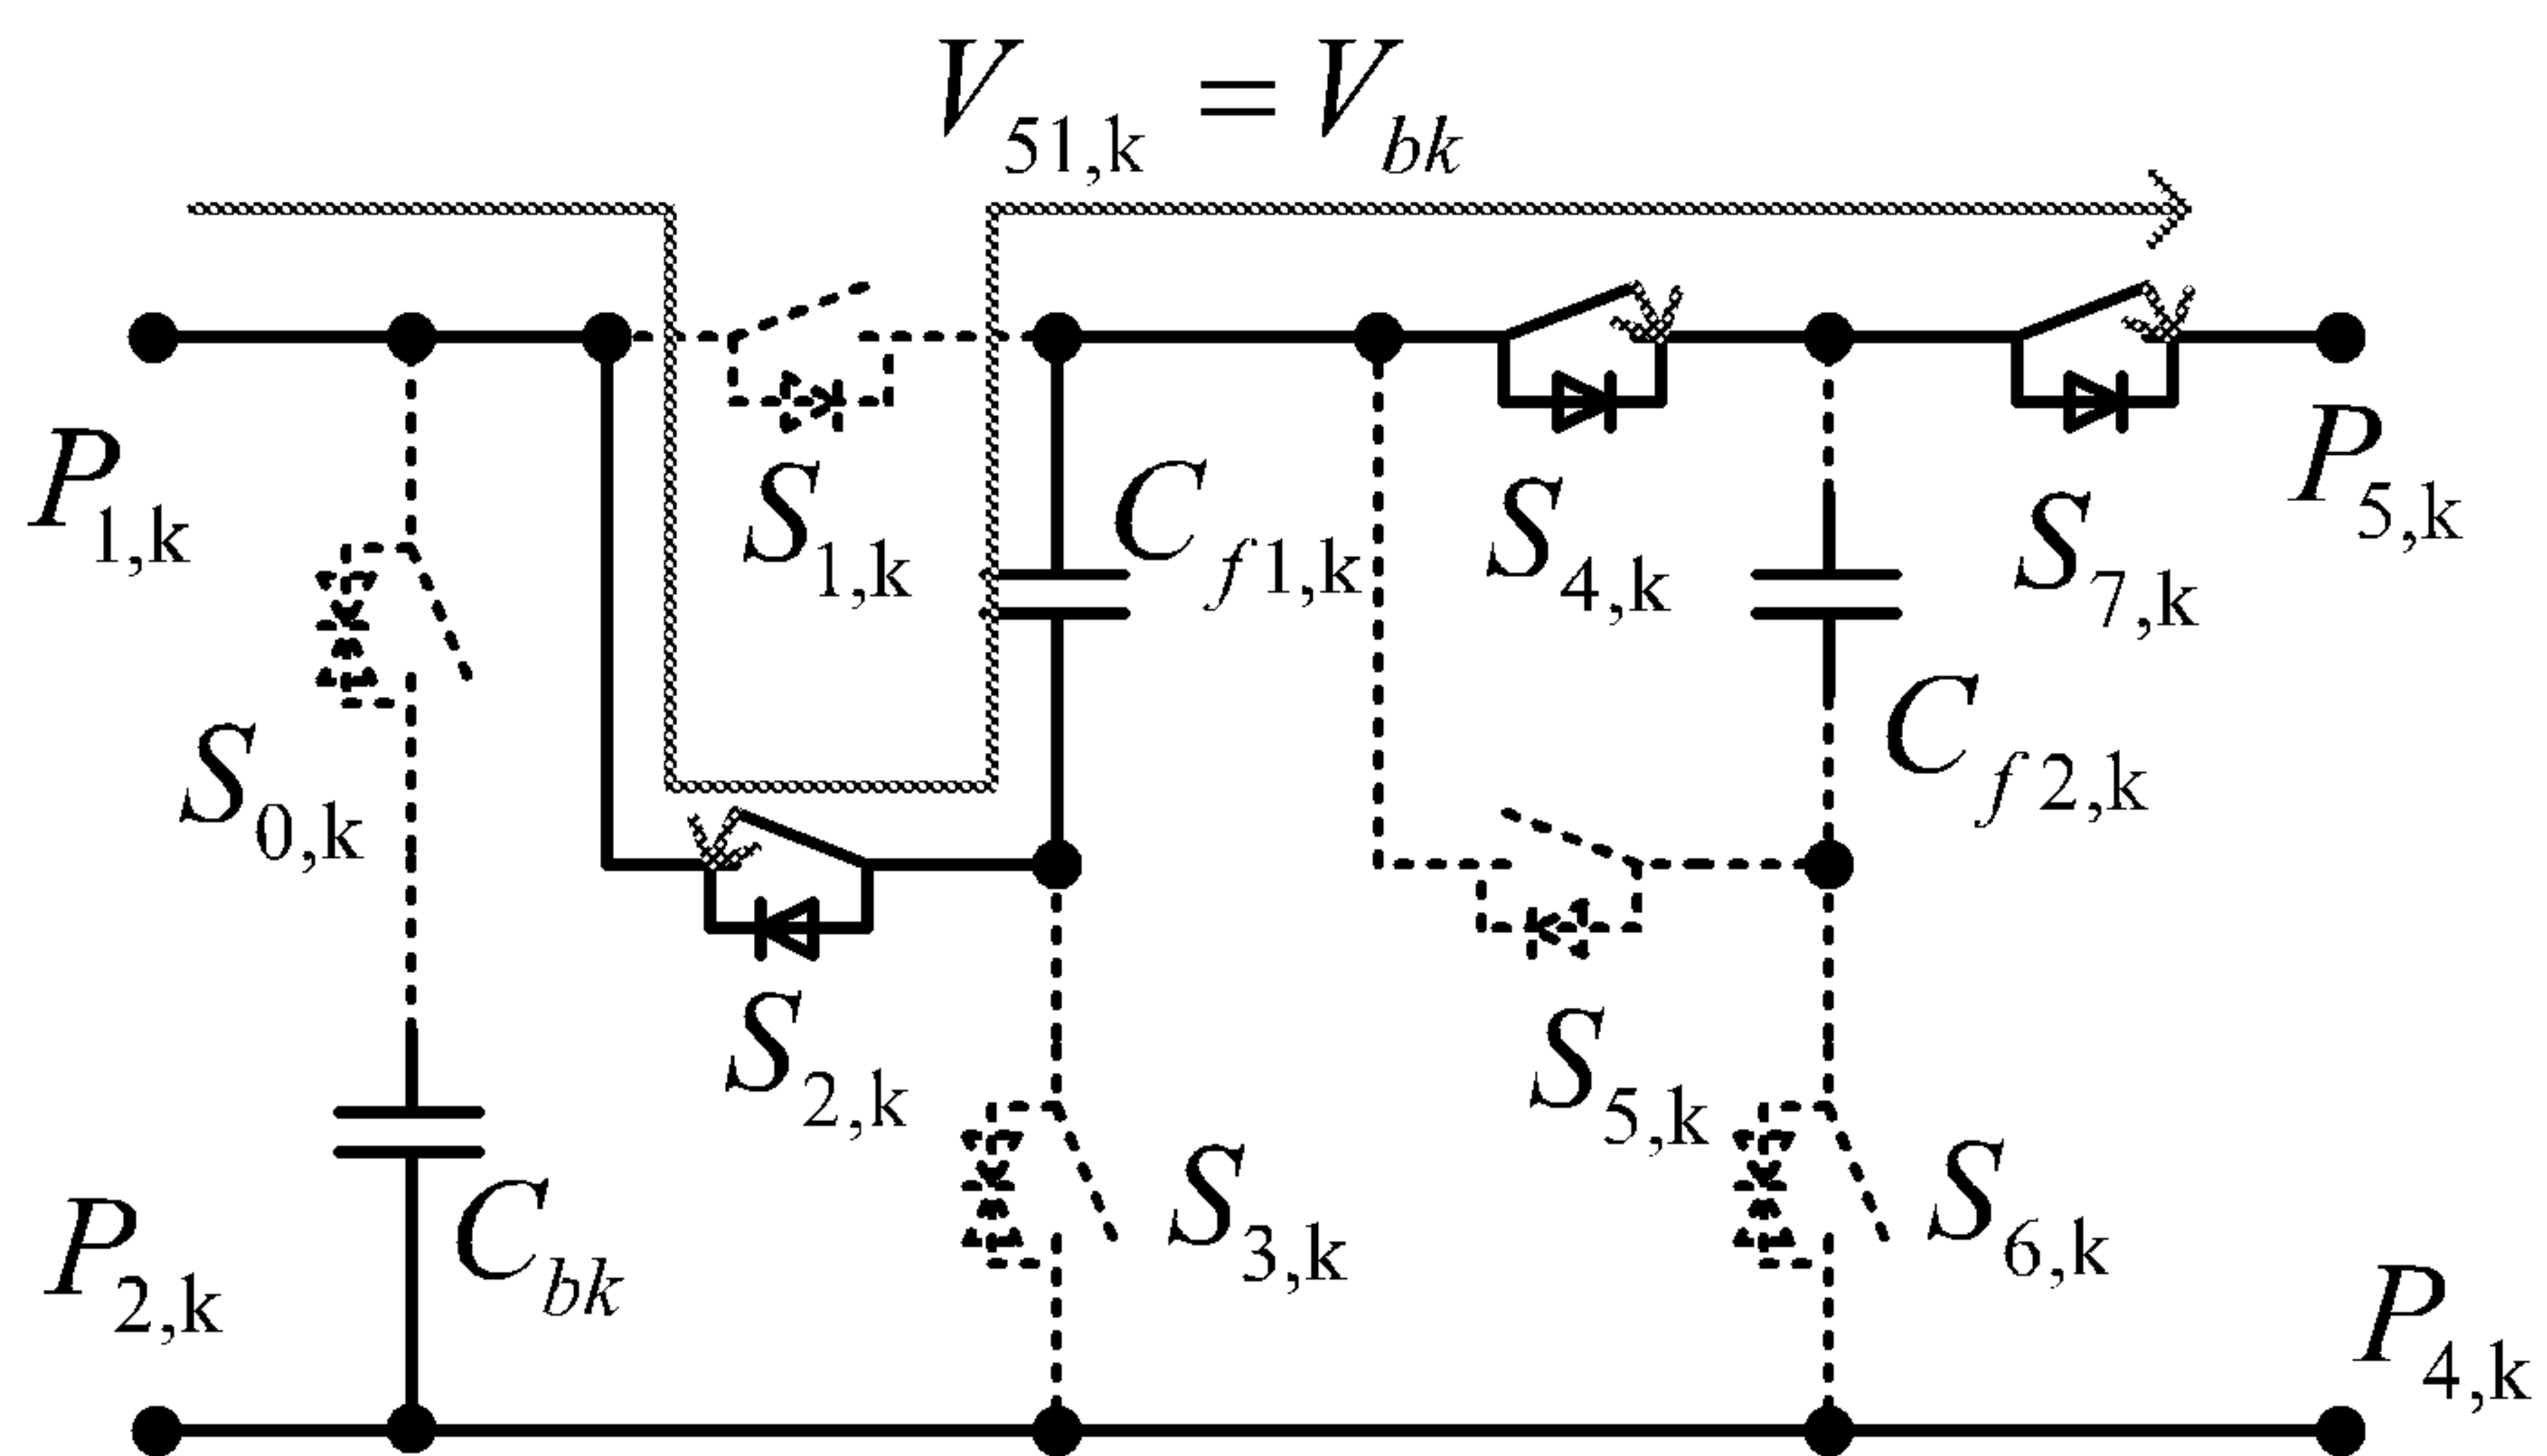 V51,k = Vbk
P1,k
S1,k
Cf1,k
S4,k
S7,k
P5,k
S0,k
Cf2,k
S2,k
S5,k
P2,k
Cbk
S3,k
S6,k
P4,k